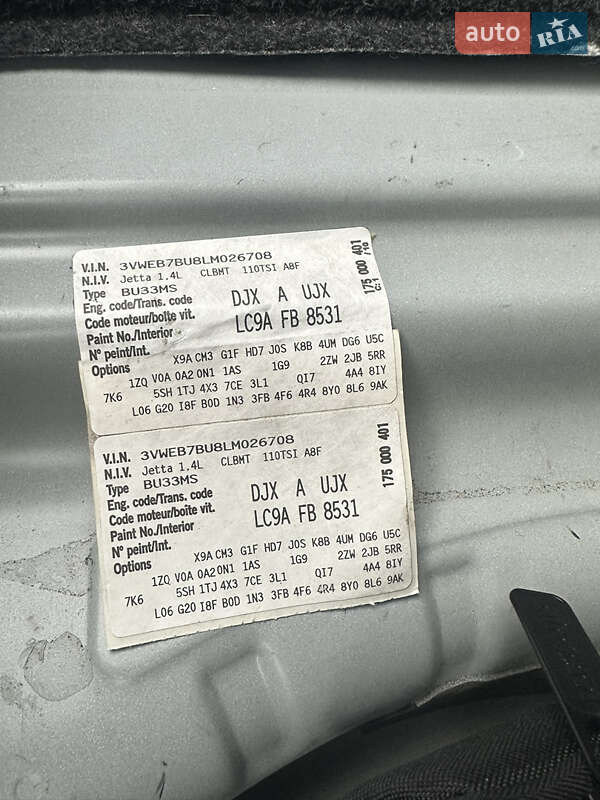 auto RIA .com
V.I.N. 3VWEB7BU8LM026708
N.I.V. Jetta 1.4L CLBMT 110TSI A8F
Type BU33MS
Eng. code/Trans. code
Code moteur/boîte vit. DJX A UJX
Paint No./Interior LC9A FB 8531
N° peint/Int.
Options X9A CM3 G1F HD7 J0S K8B 4UM DG6 U5C
1ZQ V0A 0A2 0N1 1AS 1G9 2ZW 2JB 5RR
7K6 5SH 1TJ 4X3 7CE 3L1 QI7 4A4 8IY
L06 G20 I8F B0D 1N3 3FB 4F6 4R4 8Y0 8L6 9AK
175 000 401
V.I.N. 3VWEB7BU8LM026708
N.I.V. Jetta 1.4L CLBMT 110TSI A8F
Type BU33MS
Eng. code/Trans. code
Code moteur/boîte vit. DJX A UJX
Paint No./Interior LC9A FB 8531
N° peint/Int.
Options X9A CM3 G1F HD7 J0S K8B 4UM DG6 U5C
1ZQ V0A 0A2 0N1 1AS 1G9 2ZW 2JB 5RR
7K6 5SH 1TJ 4X3 7CE 3L1 QI7 4A4 8IY
L06 G20 I8F B0D 1N3 3FB 4F6 4R4 8Y0 8L6 9AK
175 000 401